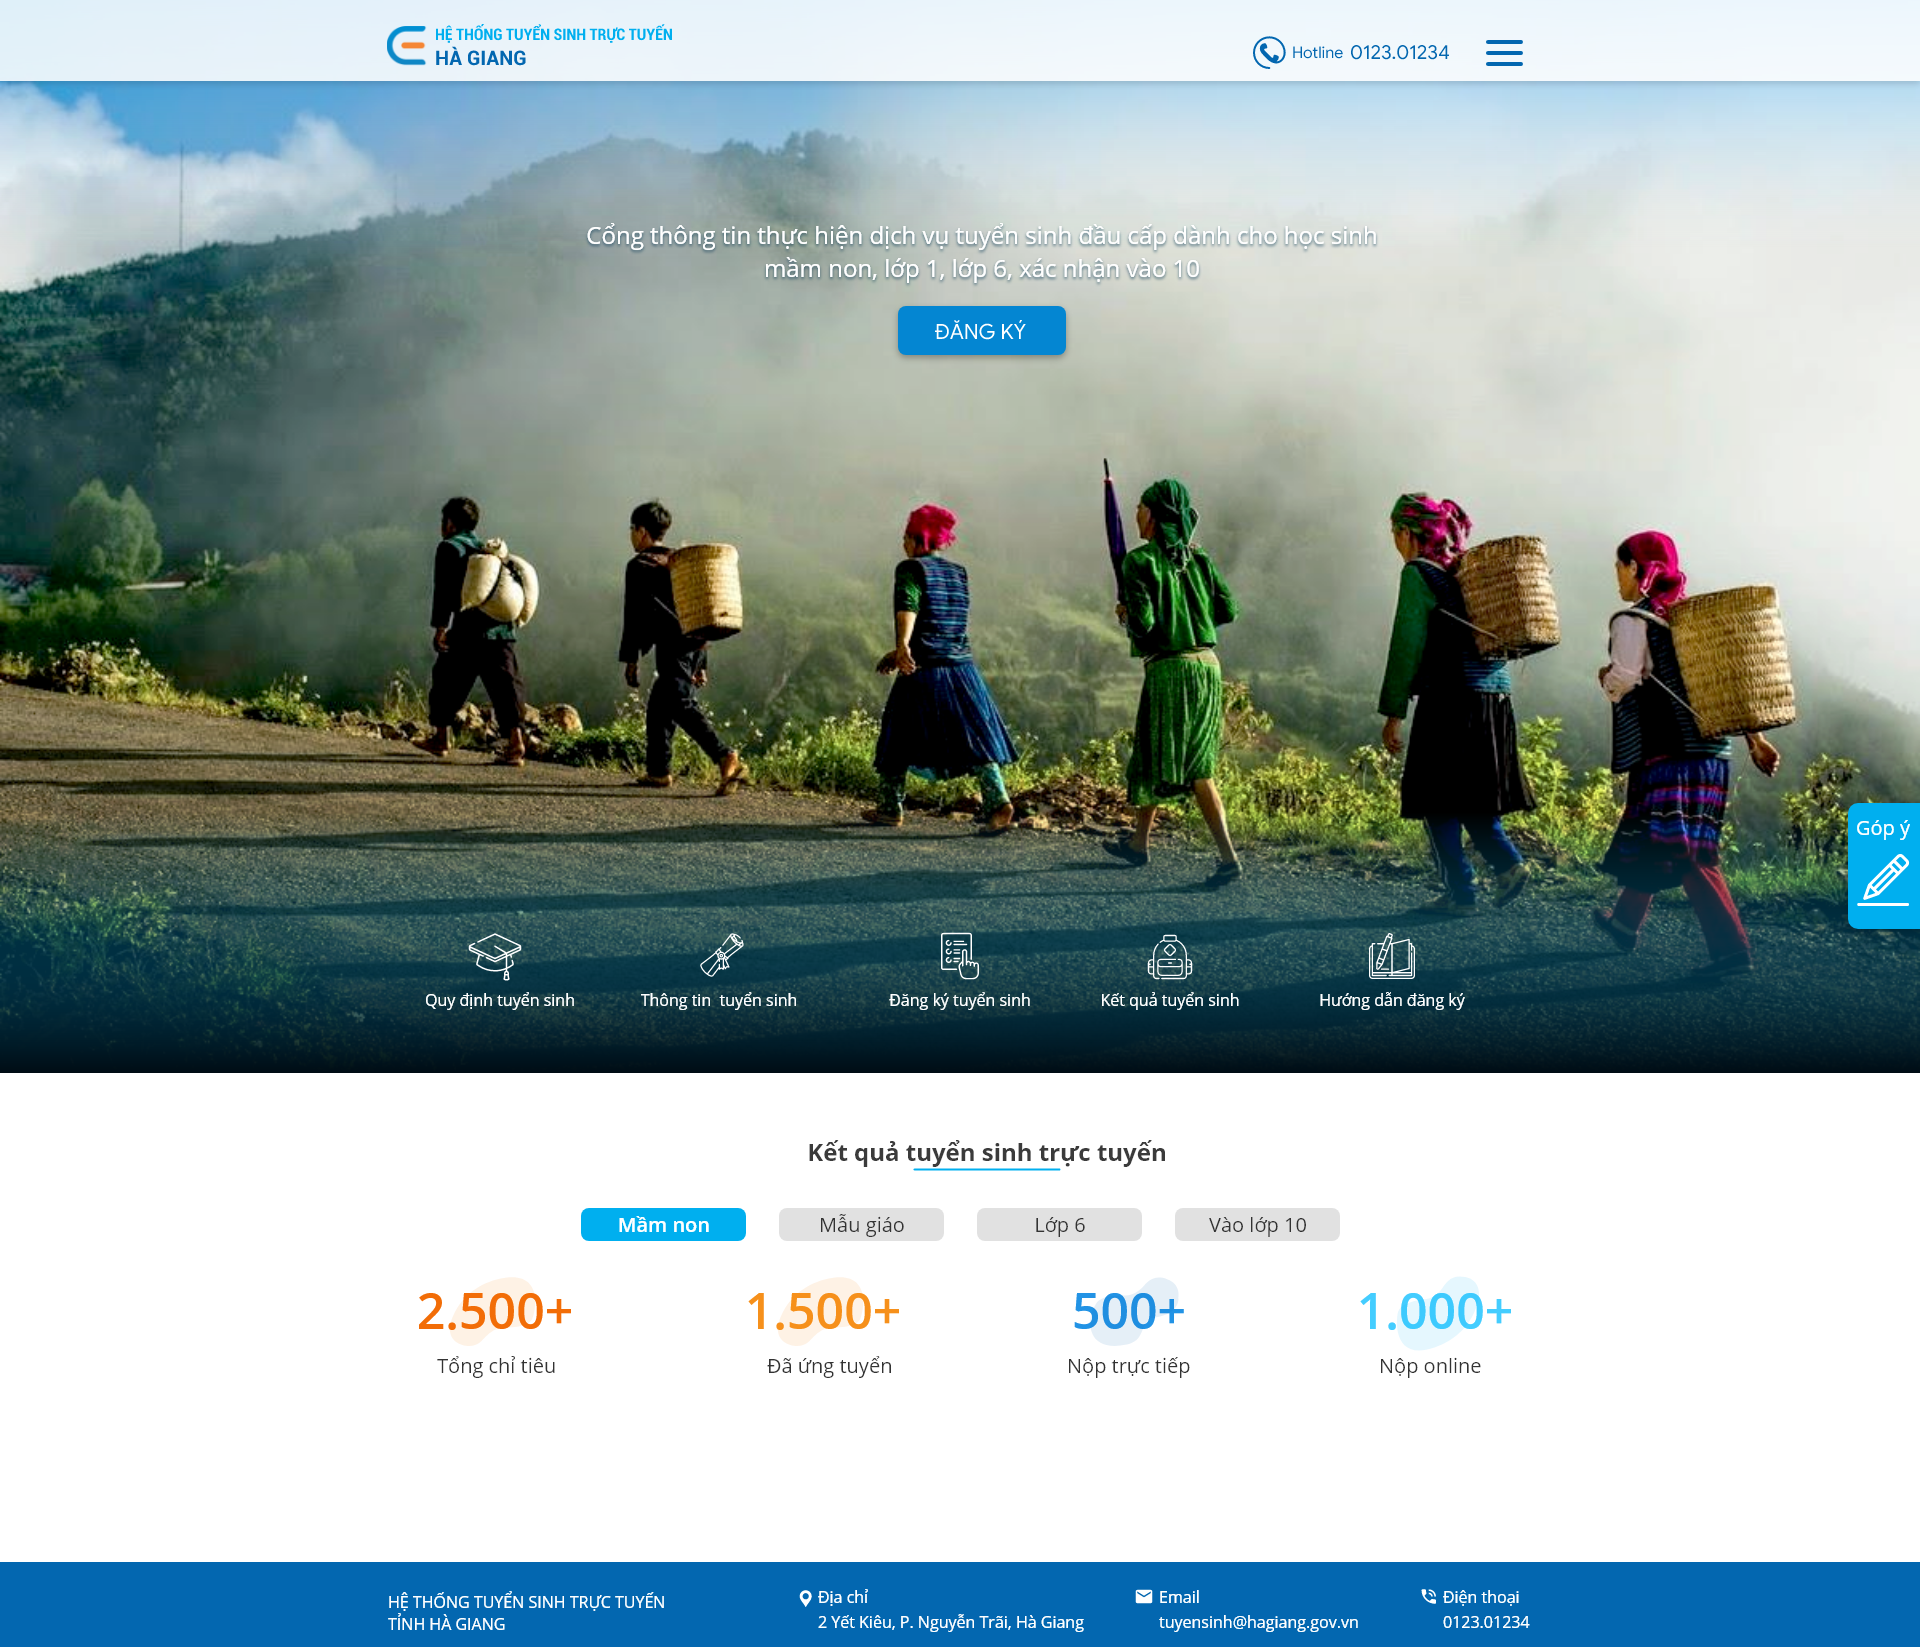 HỆ THỐNG TUYỂN SINH TRỰC TUYẾN
HÀ GIANG
Hotline 0123.01234
Cổng thông tin thực hiện dịch vụ tuyển sinh đầu cấp dành cho học sinh
mầm non, lớp 1, lớp 6, xác nhận vào 10
ĐĂNG KÝ
Góp ý
Quy định tuyển sinh
Thông tin tuyển sinh
Đăng ký tuyển sinh
Kết quả tuyển sinh
Hướng dẫn đăng ký
Kết quả tuyển sinh trực tuyến
Mầm non
Mẫu giáo
Lớp 6
Vào lớp 10
2.500+
Tổng chỉ tiêu
1.500+
Đã ứng tuyển
500+
Nộp trực tiếp
1.000+
Nộp online
HỆ THỐNG TUYỂN SINH TRỰC TUYẾN
TỈNH HÀ GIANG
Địa chỉ
2 Yết Kiêu, P. Nguyễn Trãi, Hà Giang
Email
tuyensinh@hagiang.gov.vn
Điện thoại
0123.01234